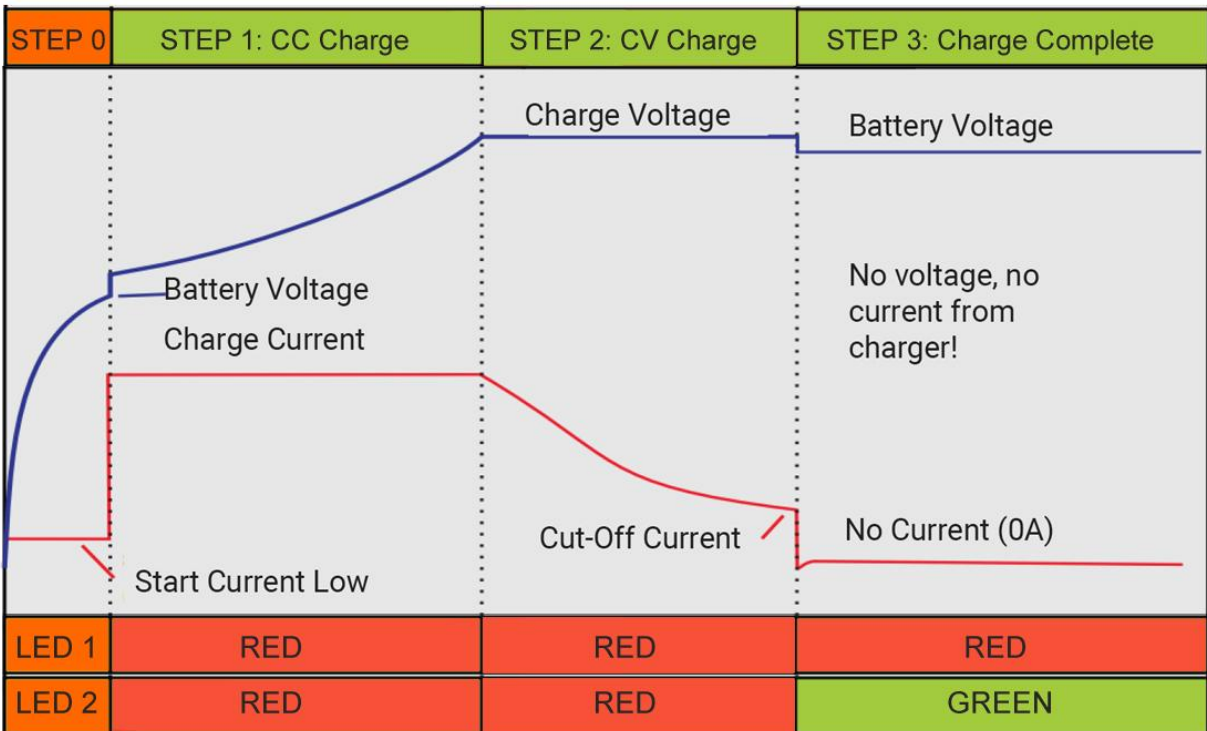 STEP 0
STEP 1: CC Charge
STEP 2: CV Charge
STEP 3: Charge Complete
Charge Voltage
Battery Voltage
Battery Voltage
Charge Current
No voltage, no
current from
charger!
Cut-Off Current
No Current (0A)
Start Current Low
LED 1
RED
RED
RED
LED 2
RED
RED
GREEN